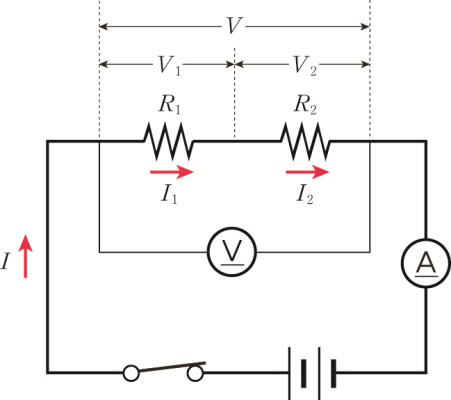 V
V₁ V₂
R₁ R₂
I₁ I₂
I V A